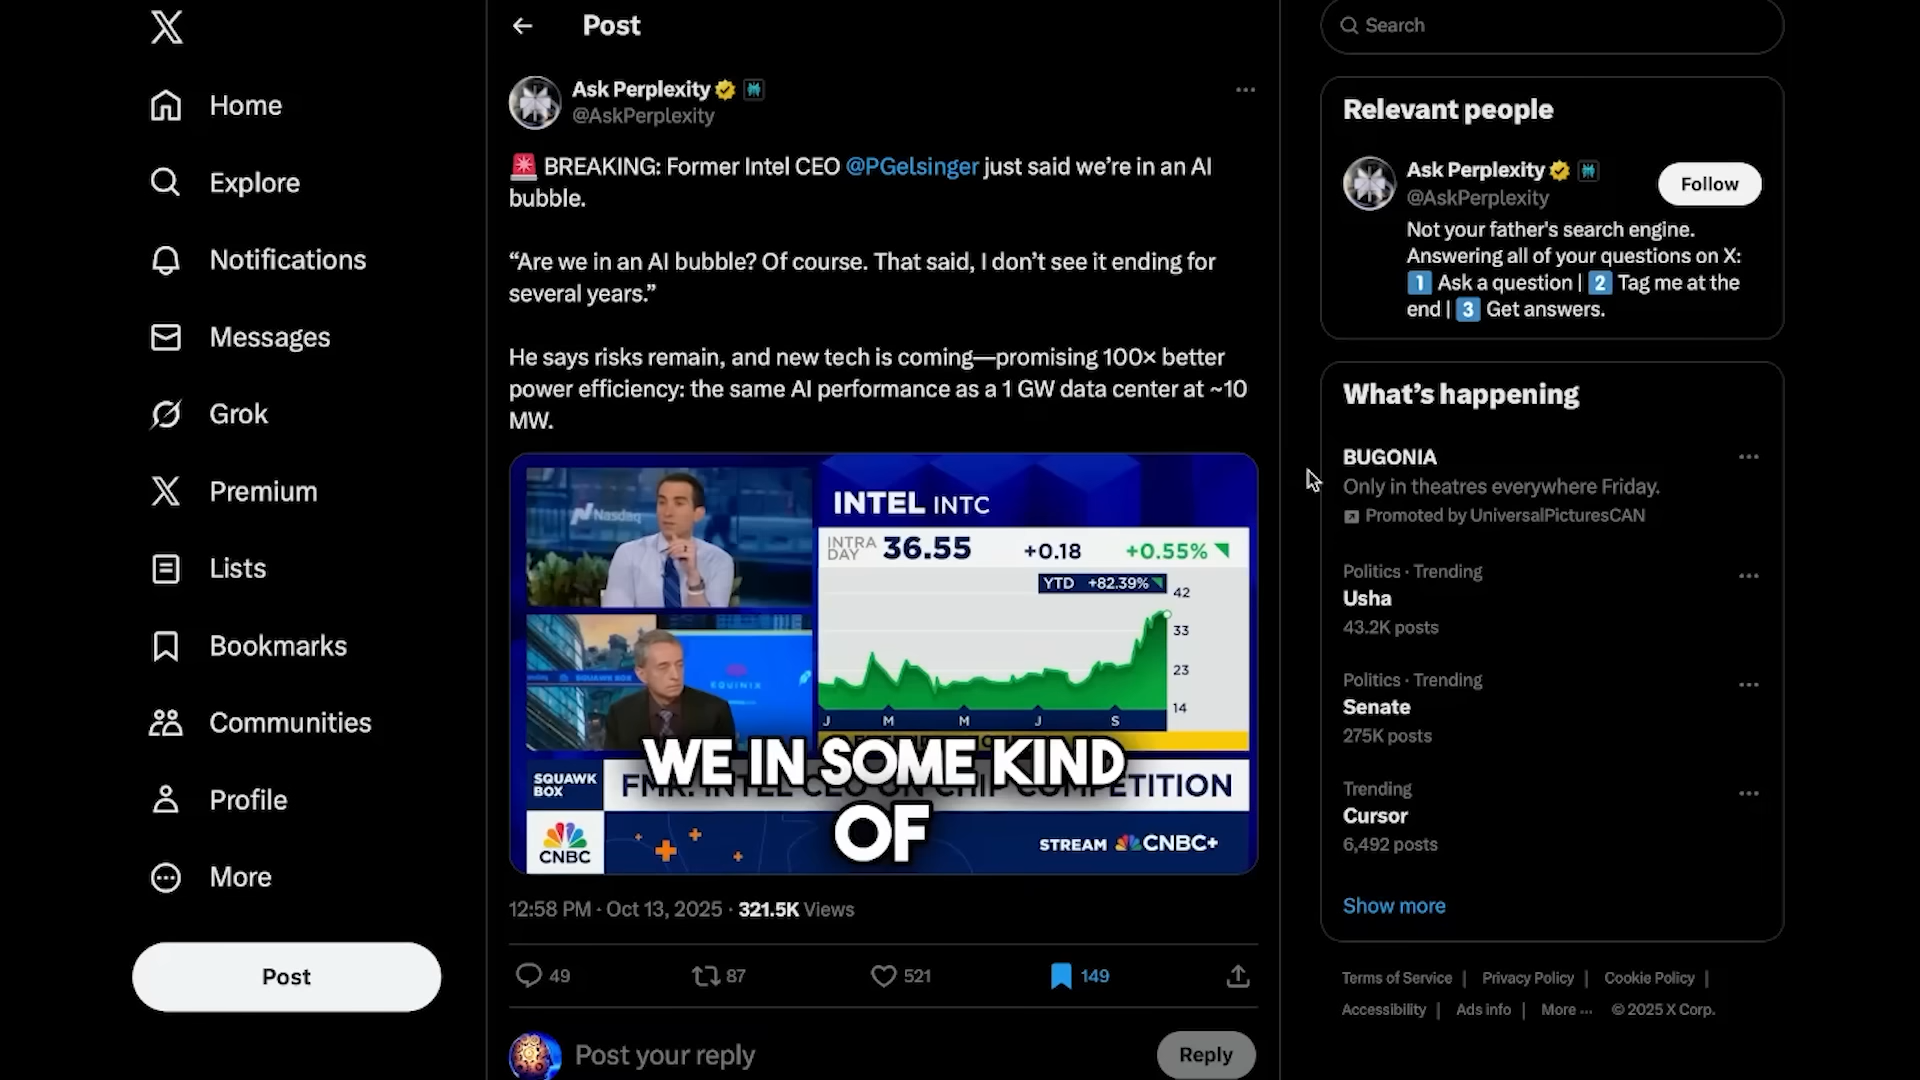 Home
Explore
Notifications
Messages
Grok
Premium
Lists
Bookmarks
Communities
Profile
More
Post
Post
Ask Perplexity
@AskPerplexity
🚨 BREAKING: Former Intel CEO @PGelsinger just said we’re in an AI
bubble.
“Are we in an AI bubble? Of course. That said, I don’t see it ending for
several years.”
He says risks remain, and new tech is coming—promising 100× better
power efficiency: the same AI performance as a 1 GW data center at ~10
MW.
Nasdaq
EQUINIX
INTEL INTC
INTRA
DAY 36.55 +0.18 +0.55%
YTD +82.39%
42
33
23
14
J M M J S
WE IN SOME KIND
OF
SQUAWK
BOX
FMR. INTEL CEO ON CHIP COMPETITION
CNBC
STREAM CNBC+
12:58 PM · Oct 13, 2025 · 321.5K Views
49 87 521 149
Post your reply
Reply
Search
Relevant people
Ask Perplexity
@AskPerplexity
Follow
Not your father's search engine.
Answering all of your questions on X:
1 Ask a question | 2 Tag me at the
end | 3 Get answers.
What’s happening
BUGONIA
Only in theatres everywhere Friday.
Promoted by UniversalPicturesCAN
Politics · Trending
Usha
43.2K posts
Politics · Trending
Senate
275K posts
Trending
Cursor
6,492 posts
Show more
Terms of Service | Privacy Policy | Cookie Policy |
Accessibility | Ads info | More ··· © 2025 X Corp.